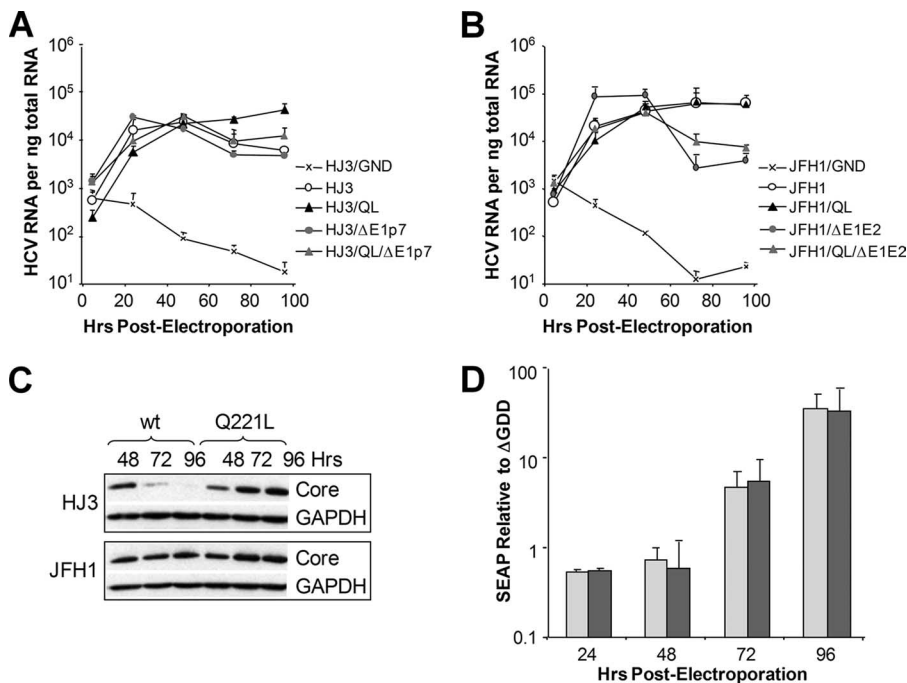 A
HCV RNA per ng total RNA
10⁶
10⁵
10⁴
10³
10²
10¹
0 20 40 60 80 100
Hrs Post-Electroporation
HJ3/GND
HJ3
HJ3/QL
HJ3/ΔE1p7
HJ3/QL/ΔE1p7
B
HCV RNA per ng total RNA
10⁶
10⁵
10⁴
10³
10²
10¹
0 20 40 60 80 100
Hrs Post-Electroporation
JFH1/GND
JFH1
JFH1/QL
JFH1/ΔE1E2
JFH1/QL/ΔE1E2
C
wt Q221L
48 72 96 48 72 96 Hrs
HJ3
Core
GAPDH
JFH1
Core
GAPDH
D
SEAP Relative to ΔGDD
100
10
1
0.1
24 48 72 96
Hrs Post-Electroporation